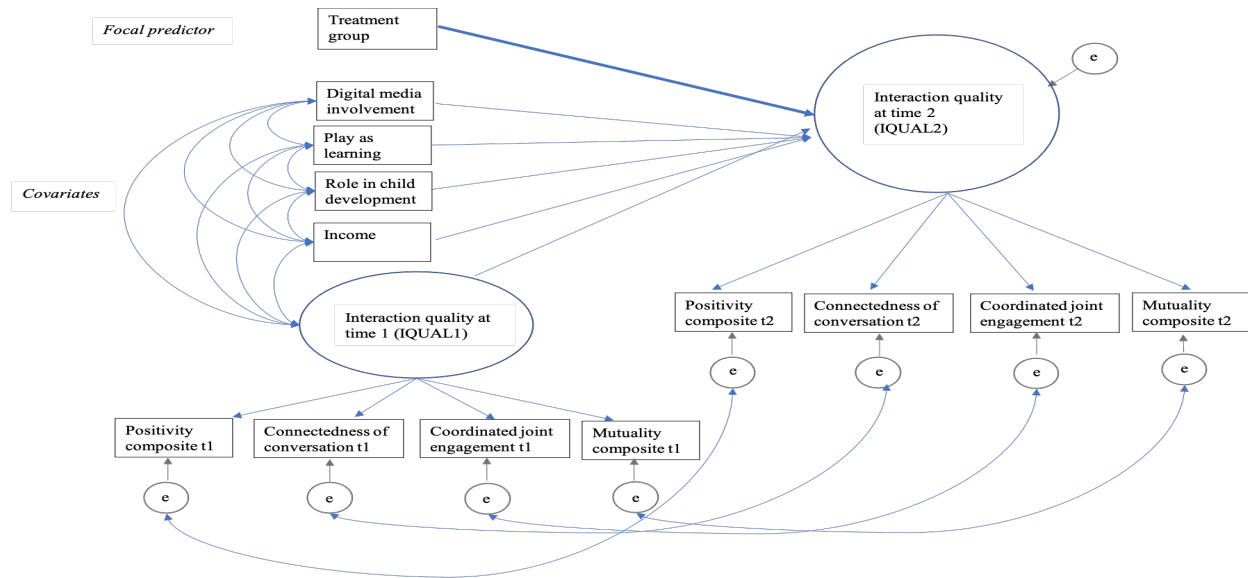 Focal predictor
Treatment
group
e
Digital media
involvement
Interaction quality
at time 2
(IQUAL2)
Play as
learning
Covariates
Role in child
development
Income
Interaction quality at
time 1 (IQUAL1)
Positivity
composite t2
Connectedness of
conversation t2
Coordinated joint
engagement t2
Mutuality
composite t2
e
e
e
e
Positivity
composite t1
Connectedness of
conversation t1
Coordinated joint
engagement t1
Mutuality
composite t1
e
e
e
e